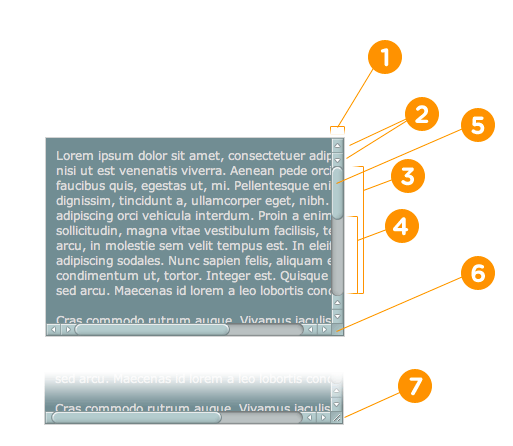 1
2
5
3
4
6
7
Lorem ipsum dolor sit amet, consectetuer adip
nisi ut est venenatis viverra. Aenean pede orci
faucibus quis, egestas ut, mi. Pellentesque eni
dignissim, tincidunt a, ullamcorper eget, nibh.
adipiscing orci vehicula interdum. Proin a enim
sollicitudin, magna vitae vestibulum facilisis, te
arcu, in molestie sem velit tempus est. In eleif
adipiscing sodales. Nunc sapien felis, aliquam e
condimentum ut, tortor. Integer est. Quisque
sed arcu. Maecenas id lorem a leo lobortis cond
Cras commodo rutrum augue. Vivamus iaculis
sed arcu. Maecenas id lorem a leo lobortis cond
Cras commodo rutrum augue. Vivamus iaculis